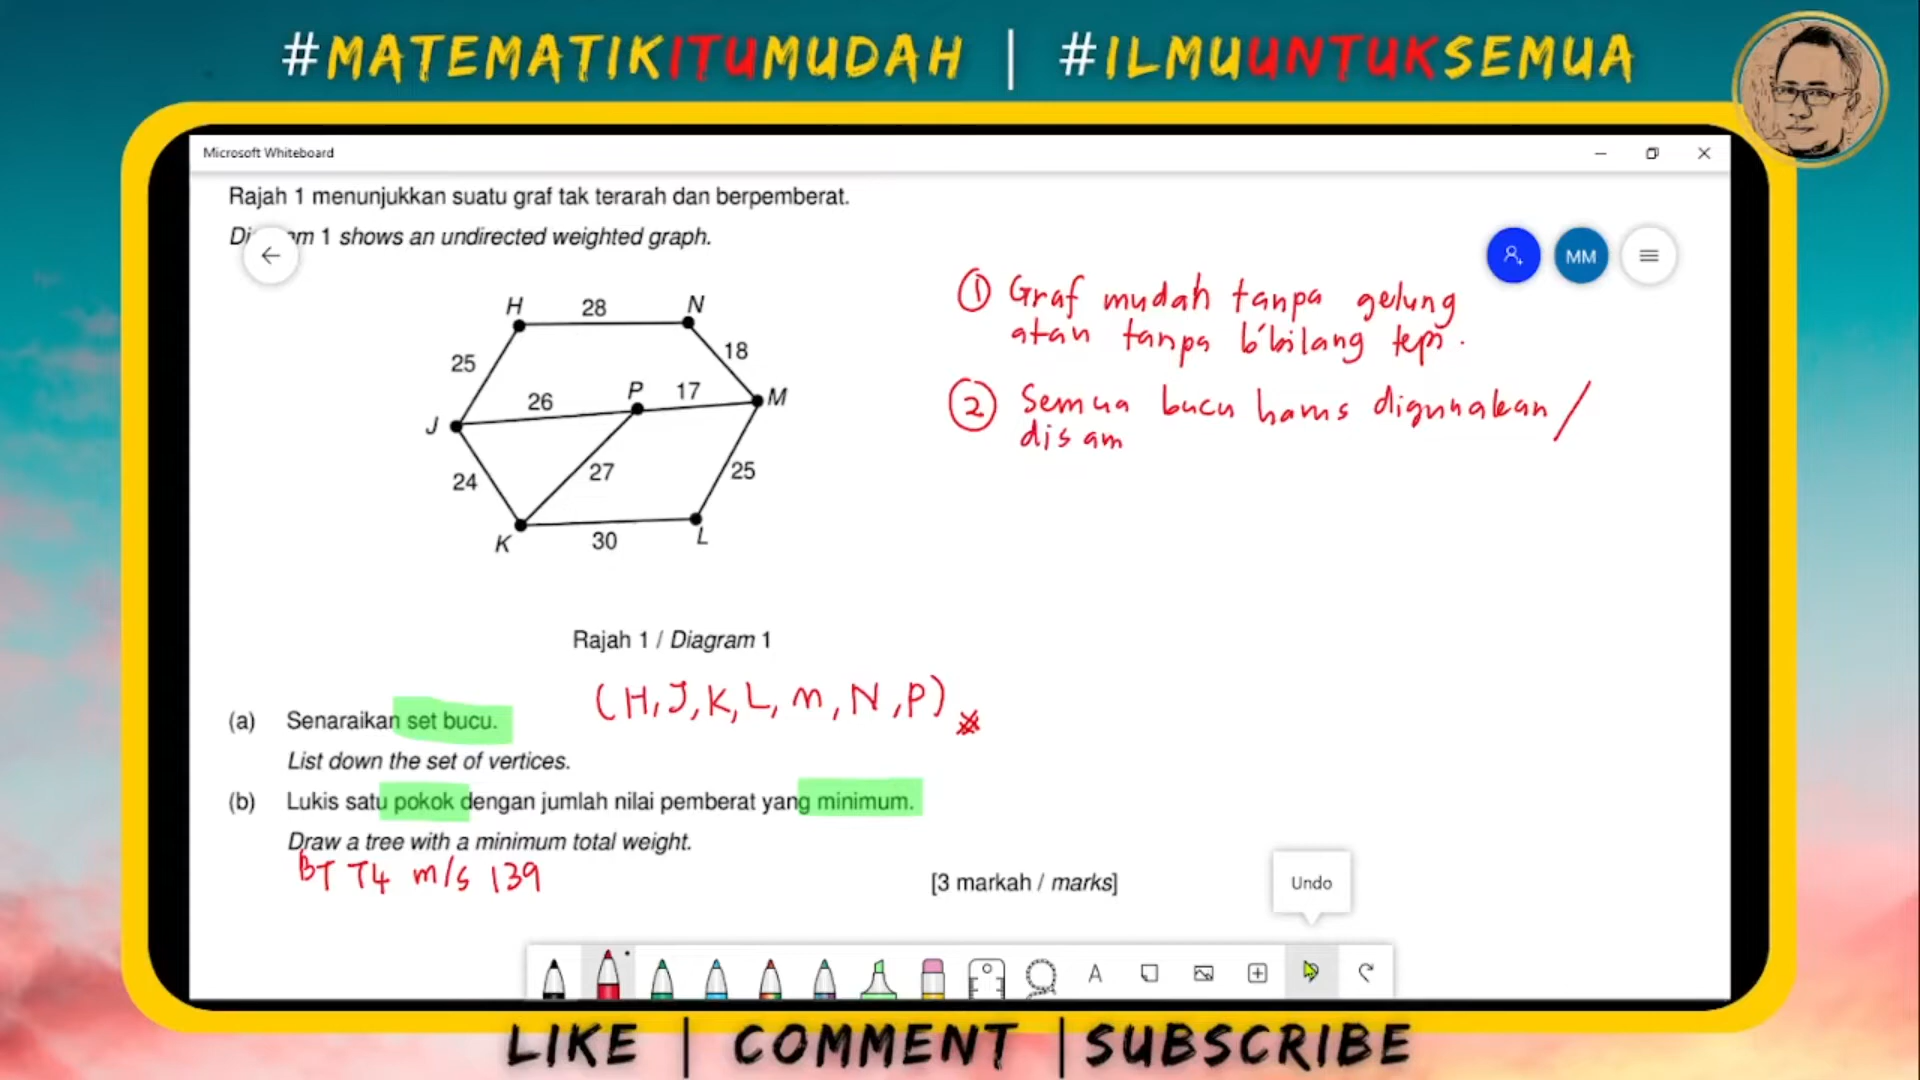 #MATEMATIKITUMUDAH | #ILMUUNTUKSEMUA
Microsoft Whiteboard
Rajah 1 menunjukkan suatu graf tak terarah dan berpemberat.
Di m 1 shows an undirected weighted graph.
MM
H 28 N
25 18
26 P 17 M
J
24 27 25
K 30 L
① Graf mudah tanpa gelung
atau tanpa b'bilang tepi.
② Semua bucu harus digunakan /
disam
Rajah 1 / Diagram 1
(H, J, K, L, M, N, P)
(a) Senaraikan set bucu.
List down the set of vertices.
(b) Lukis satu pokok dengan jumlah nilai pemberat yang minimum.
Draw a tree with a minimum total weight.
BT T4 m/s 139
[3 markah / marks]
Undo
A
LIKE | COMMENT | SUBSCRIBE